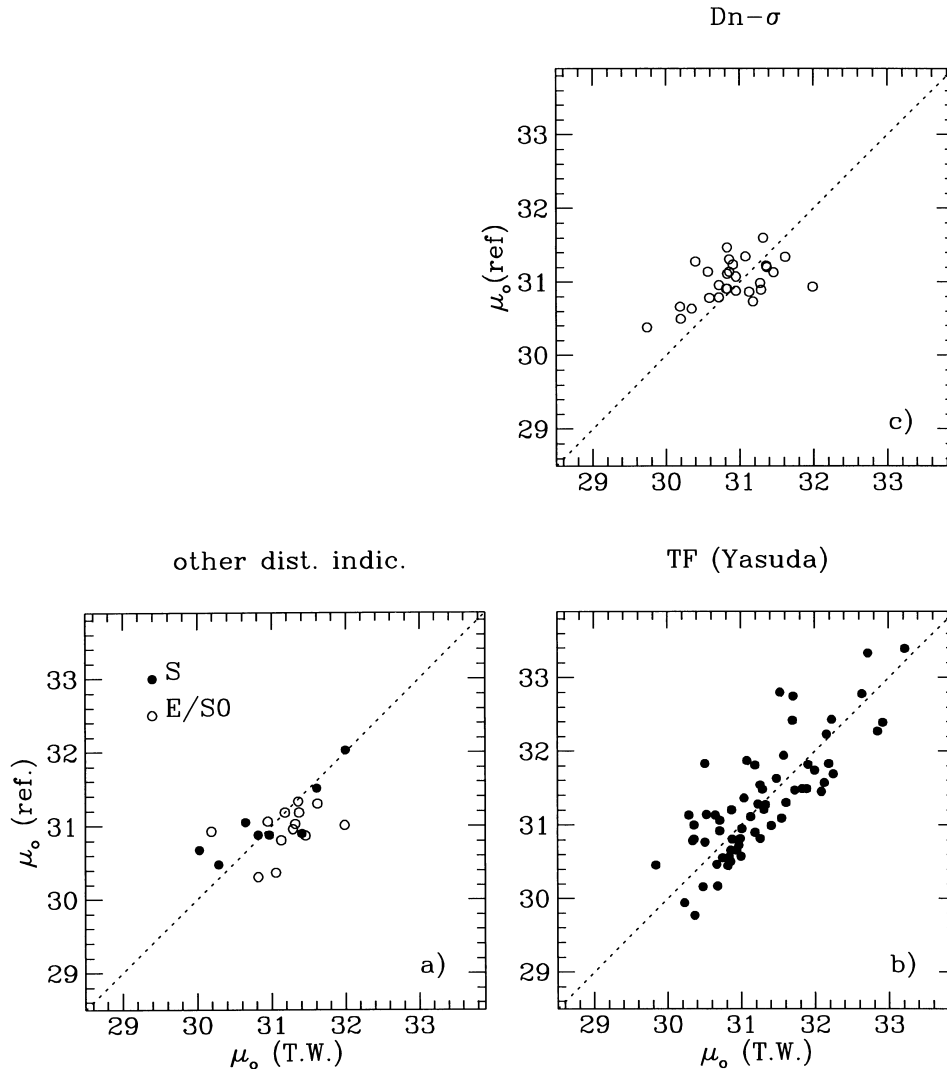 Dn-σ
33
32
31
30
29
μₒ(ref)
c)
29 30 31 32 33
other dist. indic.
TF (Yasuda)
S
E/S0
33
32
31
30
29
μₒ (ref.)
a)
29 30 31 32 33
μₒ (T.W.)
33
32
31
30
29
b)
29 30 31 32 33
μₒ (T.W.)